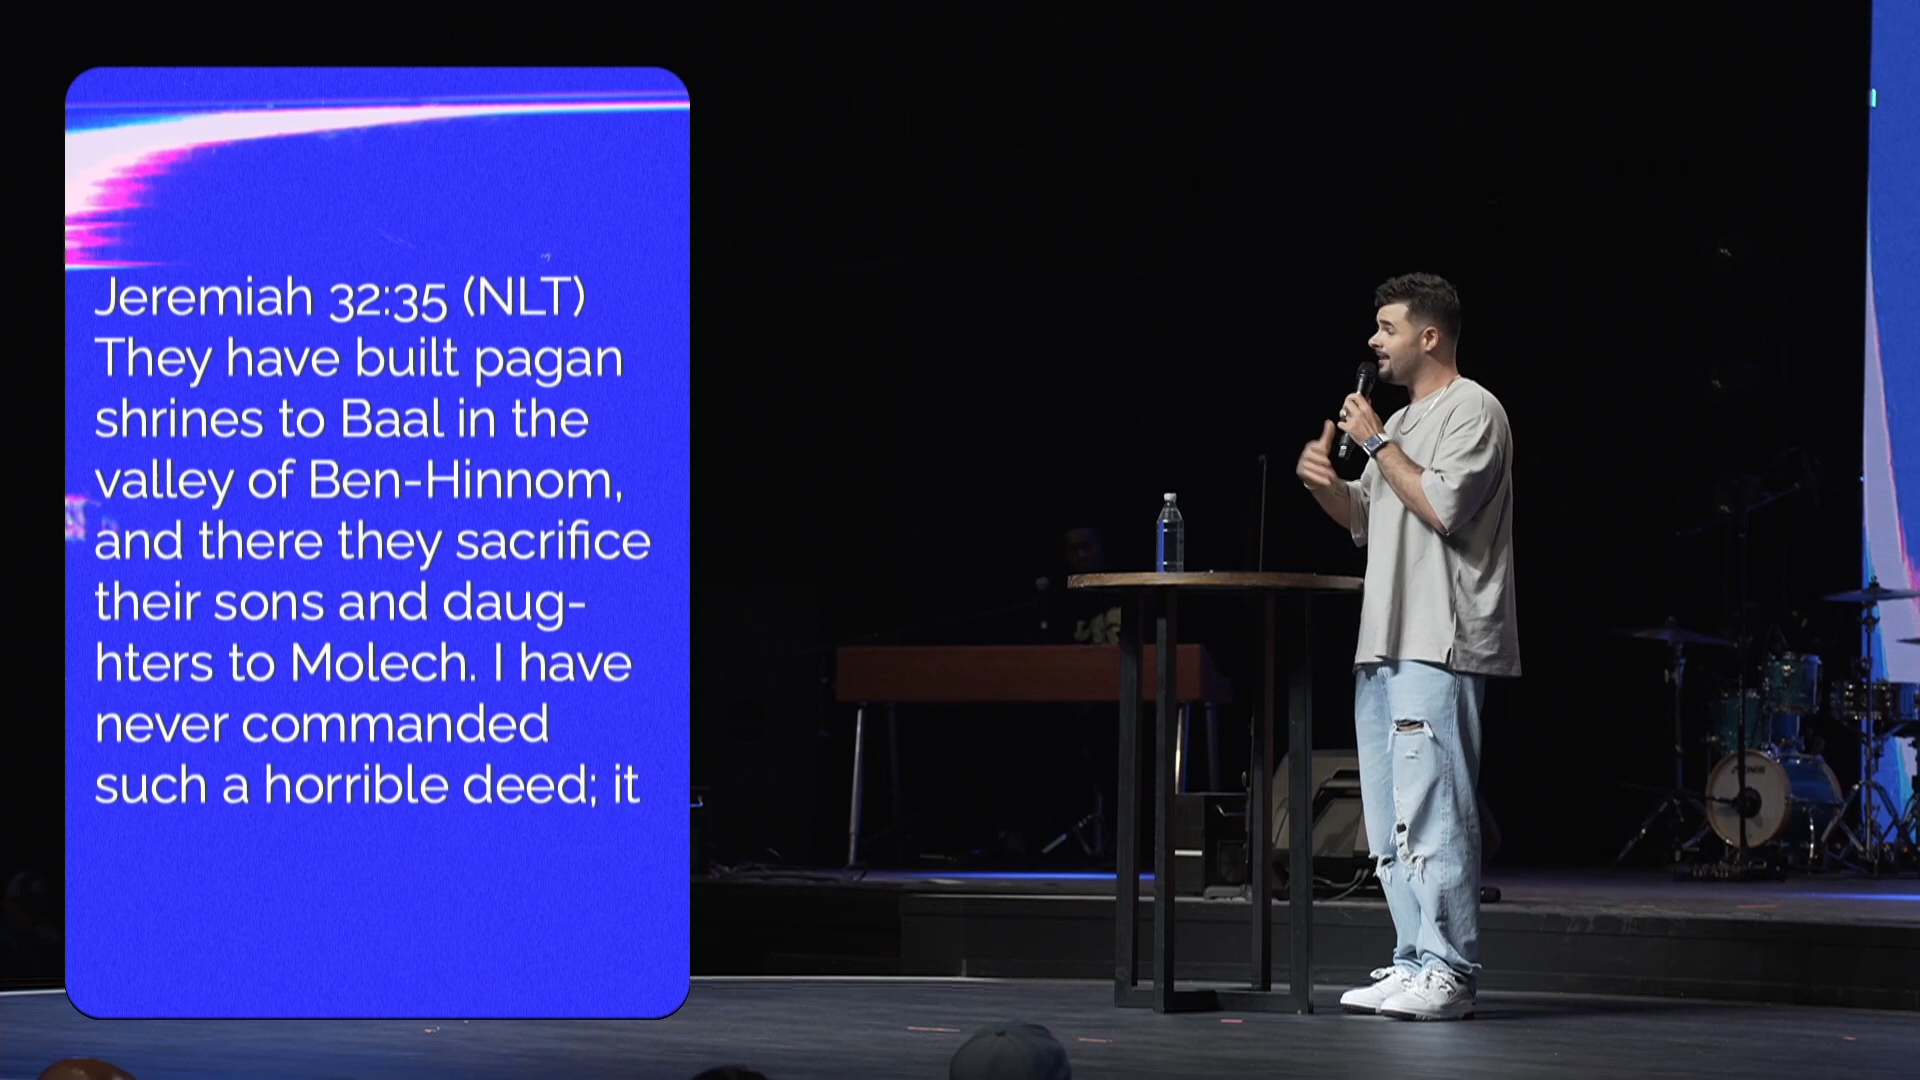 Jeremiah 32:35 (NLT)
They have built pagan
shrines to Baal in the
valley of Ben-Hinnom,
and there they sacrifice
their sons and daug-
hters to Molech. I have
never commanded
such a horrible deed; it
SONOR